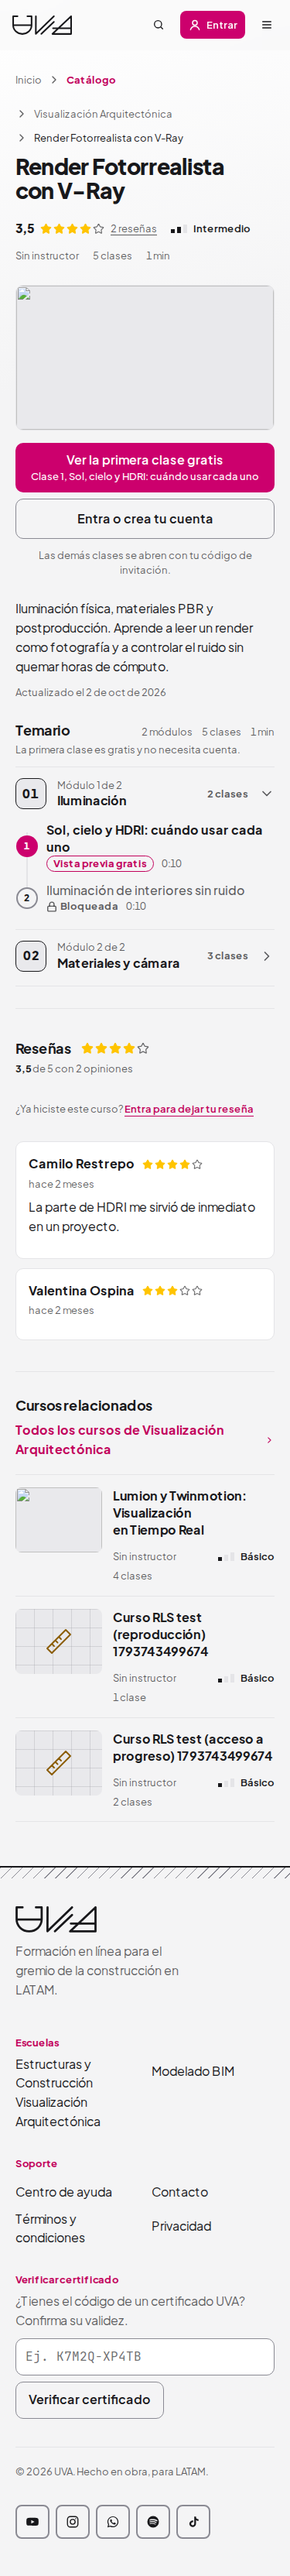 UVA
Entrar
Inicio
Catálogo
Visualización Arquitectónica
Render Fotorrealista con V-Ray
Render Fotorrealista
con V-Ray
3,5
2 reseñas
Intermedio
Sin instructor
5 clases
1 min
Ver la primera clase gratis
Clase 1, Sol, cielo y HDRI: cuándo usar cada uno
Entra o crea tu cuenta
Las demás clases se abren con tu código de
invitación.
Iluminación física, materiales PBR y
postproducción. Aprende a leer un render
como fotografía y a controlar el ruido sin
quemar horas de cómputo.
Actualizado el 2 de oct de 2026
Temario
2 módulos
5 clases
1 min
La primera clase es gratis y no necesita cuenta.
01
Módulo 1 de 2
Iluminación
2 clases
1
Sol, cielo y HDRI: cuándo usar cada
uno
Vista previa gratis
0:10
2
Iluminación de interiores sin ruido
Bloqueada
0:10
02
Módulo 2 de 2
Materiales y cámara
3 clases
Reseñas
3,5 de 5 con 2 opiniones
¿Ya hiciste este curso? Entra para dejar tu reseña
Camilo Restrepo
hace 2 meses
La parte de HDRI me sirvió de inmediato
en un proyecto.
Valentina Ospina
hace 2 meses
Cursos relacionados
Todos los cursos de Visualización
Arquitectónica
Lumion y Twinmotion:
Visualización
en Tiempo Real
Sin instructor
Básico
4 clases
Curso RLS test
(reproducción)
1793743499674
Sin instructor
Básico
1 clase
Curso RLS test (acceso a
progreso) 1793743499674
Sin instructor
Básico
2 clases
UVA
Formación en línea para el
gremio de la construcción en
LATAM.
Escuelas
Estructuras y
Construcción
Modelado BIM
Visualización
Arquitectónica
Soporte
Centro de ayuda
Contacto
Términos y
condiciones
Privacidad
Verificar certificado
¿Tienes el código de un certificado UVA?
Confirma su validez.
Ej. K7M2Q-XP4TB
Verificar certificado
© 2026 UVA. Hecho en obra, para LATAM.